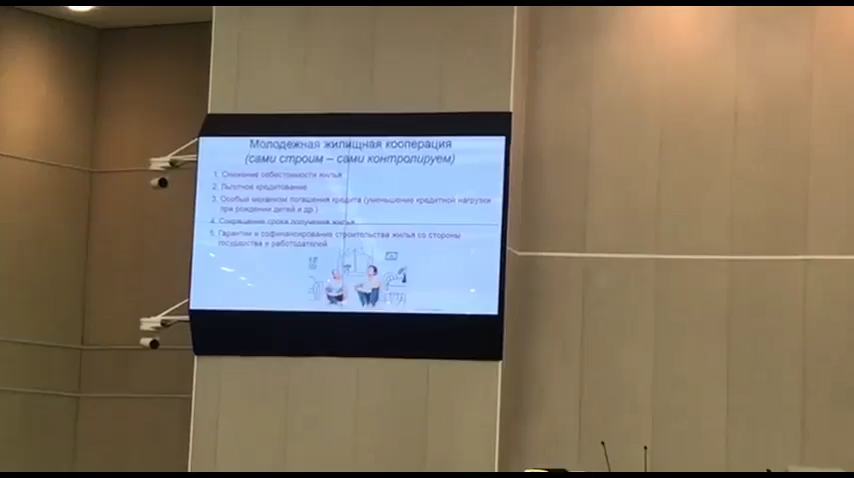 Молодежная жилищная кооперация
(сами строим – сами контролируем)
1. Снижение себестоимости жилья
2. Льготное кредитование
3. Особый механизм погашения кредита (уменьшение кредитной нагрузки
при рождении детей и др.)
4. Сокращение срока получения жилья
5. Гарантии и софинансирование строительства жилья со стороны
государства и работодателей